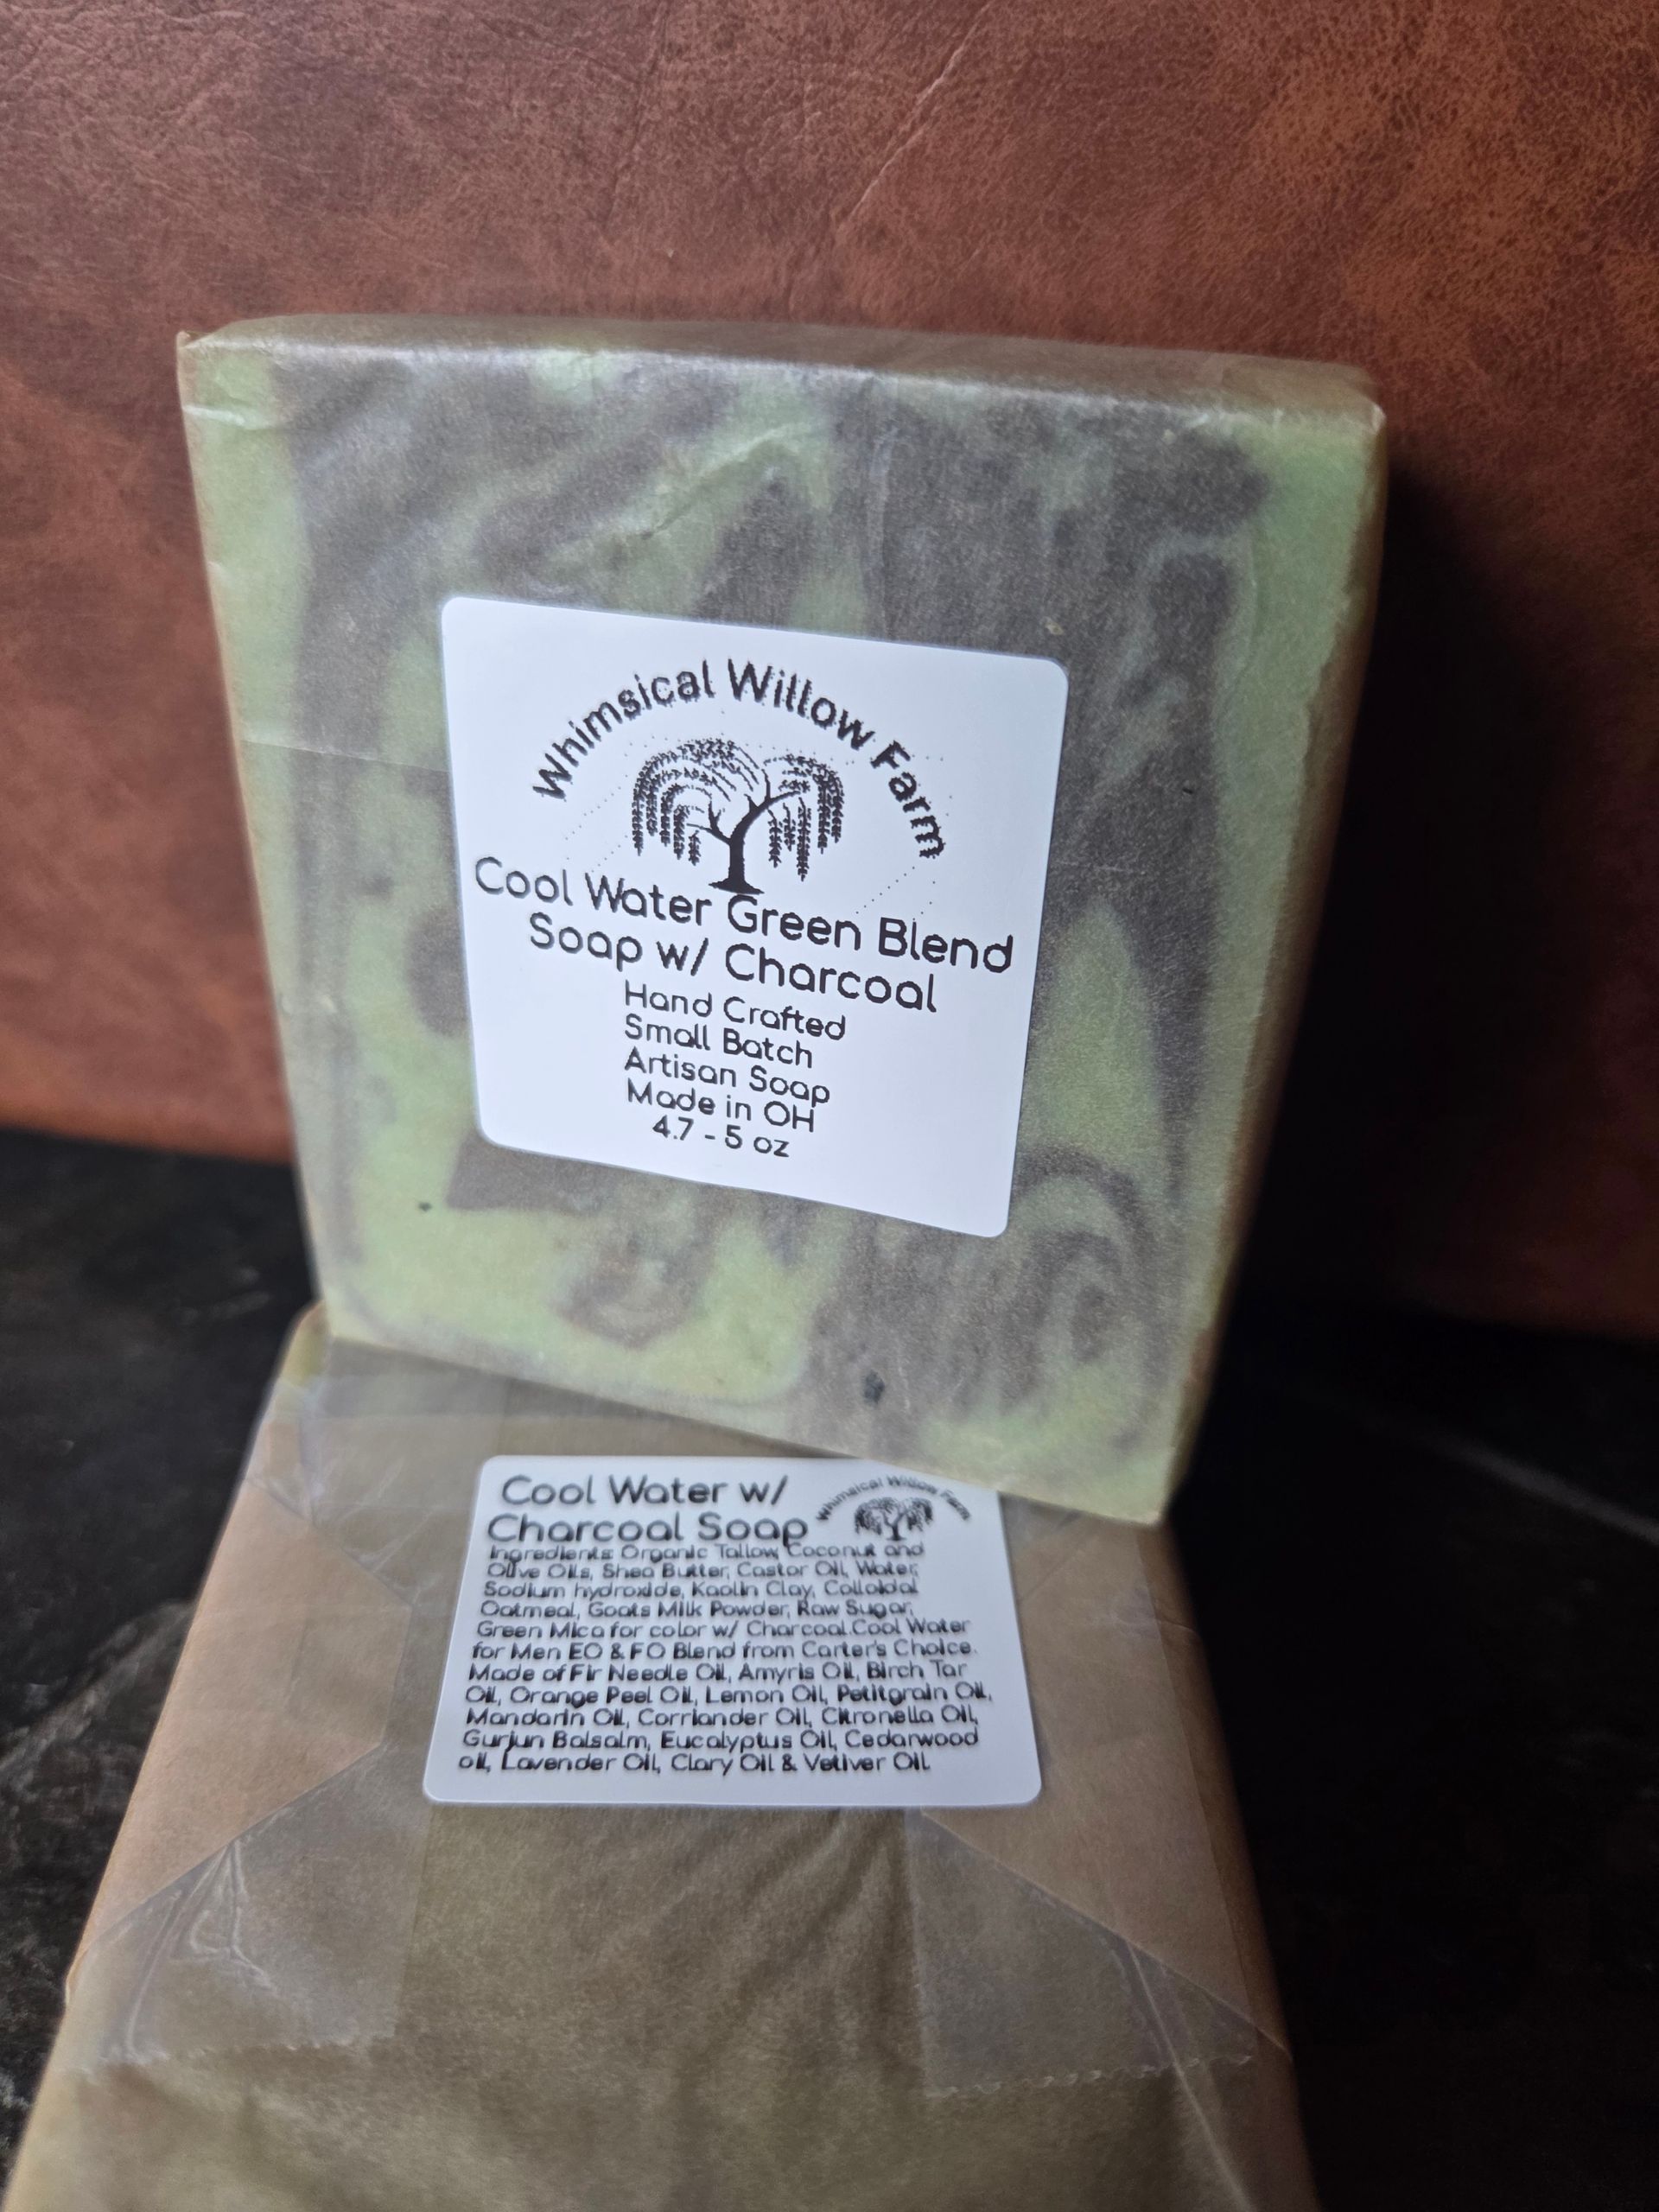 Whimsical Willow Farm
Cool Water Green Blend
Soap w/ Charcoal
Hand Crafted
Small Batch
Artisan Soap
Made in OH
4.7 - 5 oz
Cool Water w/
Charcoal Soap
Whimsical Willow Farm
Ingredients: Organic Tallow, Coconut and
Olive Oils, Shea Butter, Castor Oil, Water,
Sodium hydroxide, Kaolin Clay, Colloidal
Oatmeal, Goats Milk Powder, Raw Sugar,
Green Mica for color w/ Charcoal.Cool Water
for Men EO & FO Blend from Carter's Choice.
Made of Fir Needle Oil, Amyris Oil, Birch Tar
Oil, Orange Peel Oil, Lemon Oil, Petitgrain Oil,
Mandarin Oil, Corriander Oil, Citronella Oil,
Gurjun Balsalm, Eucalyptus Oil, Cedarwood
oil, Lavender Oil, Clary Oil & Vetiver Oil.